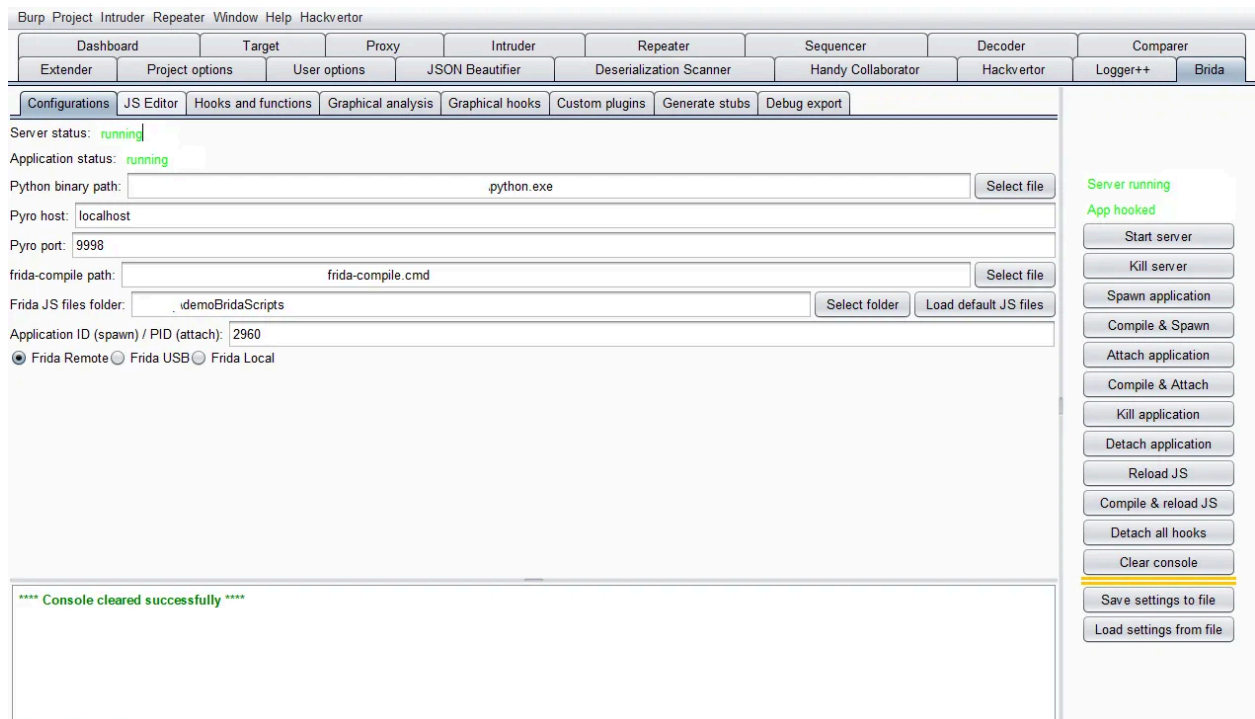 Burp Project Intruder Repeater Window Help Hackvertor
Dashboard Target Proxy Intruder Repeater Sequencer Decoder Comparer
Extender Project options User options JSON Beautifier Deserialization Scanner Handy Collaborator Hackvertor Logger++ Brida
Configurations JS Editor Hooks and functions Graphical analysis Graphical hooks Custom plugins Generate stubs Debug export
Server status: running
Application status: running
Python binary path: \python.exe Select file
Pyro host: localhost
Pyro port: 9998
frida-compile path: frida-compile.cmd Select file
Frida JS files folder: \demoBridaScripts Select folder Load default JS files
Application ID (spawn) / PID (attach): 2960
Frida Remote Frida USB Frida Local
Server running
App hooked
Start server
Kill server
Spawn application
Compile & Spawn
Attach application
Compile & Attach
Kill application
Detach application
Reload JS
Compile & reload JS
Detach all hooks
Clear console
Save settings to file
Load settings from file
**** Console cleared successfully ****